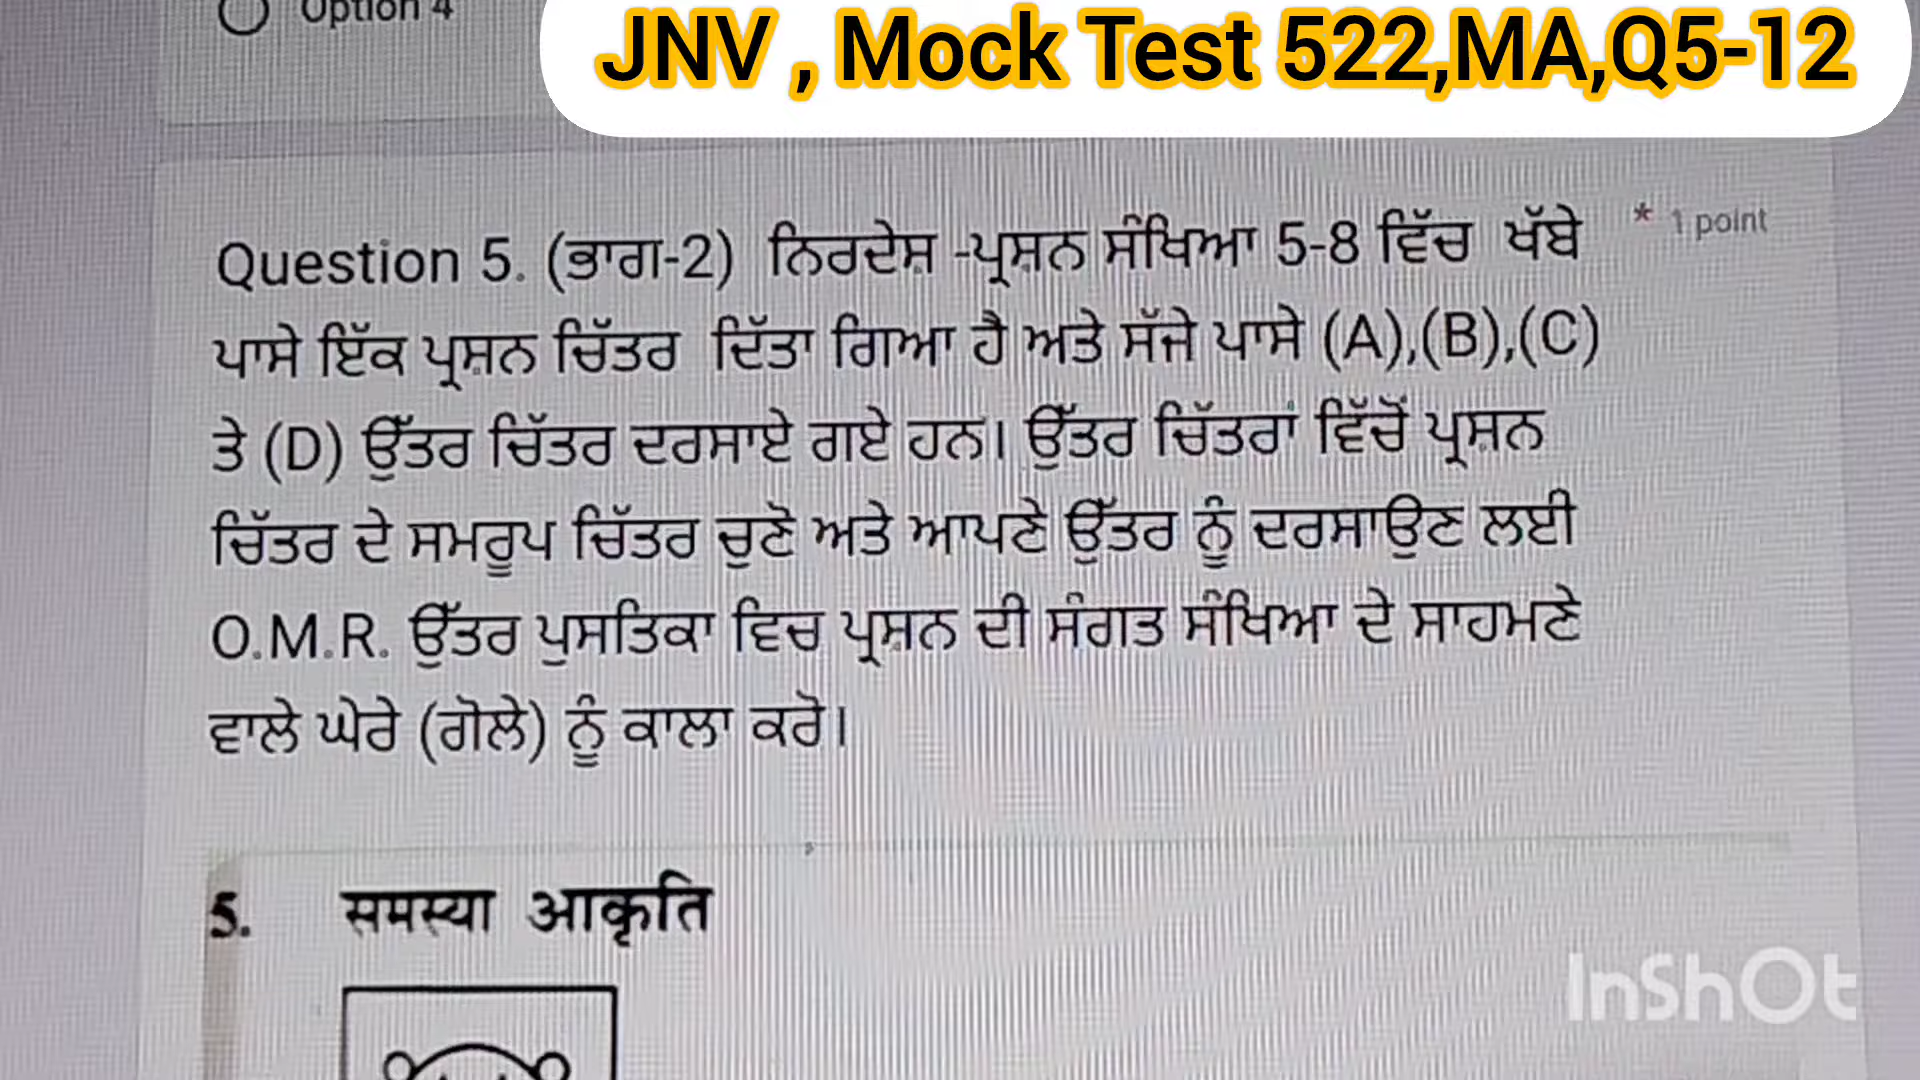 Option 4
JNV , Mock Test 522,MA,Q5-12
Question 5. (ਭਾਗ-2) ਨਿਰਦੇਸ਼ -ਪ੍ਰਸ਼ਨ ਸੰਖਿਆ 5-8 ਵਿੱਚ ਖੱਬੇ * 1 point
ਪਾਸੇ ਇੱਕ ਪ੍ਰਸ਼ਨ ਚਿੱਤਰ ਦਿੱਤਾ ਗਿਆ ਹੈ ਅਤੇ ਸੱਜੇ ਪਾਸੇ (A),(B),(C)
ਤੇ (D) ਉੱਤਰ ਚਿੱਤਰ ਦਰਸਾਏ ਗਏ ਹਨ। ਉੱਤਰ ਚਿੱਤਰਾਂ ਵਿੱਚੋਂ ਪ੍ਰਸ਼ਨ
ਚਿੱਤਰ ਦੇ ਸਮਰੂਪ ਚਿੱਤਰ ਚੁਣੋ ਅਤੇ ਆਪਣੇ ਉੱਤਰ ਨੂੰ ਦਰਸਾਉਣ ਲਈ
O.M.R. ਉੱਤਰ ਪੁਸਤਿਕਾ ਵਿਚ ਪ੍ਰਸ਼ਨ ਦੀ ਸੰਗਤ ਸੰਖਿਆ ਦੇ ਸਾਹਮਣੇ
ਵਾਲੇ ਘੇਰੇ (ਗੋਲੇ) ਨੂੰ ਕਾਲਾ ਕਰੋ।
5. समस्या आकृति
InShOt